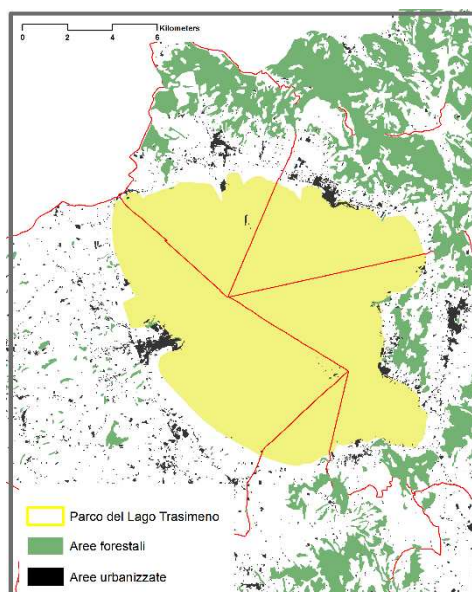 Kilometers
0 2 4 6
Parco del Lago Trasimeno
Aree forestali
Aree urbanizzate